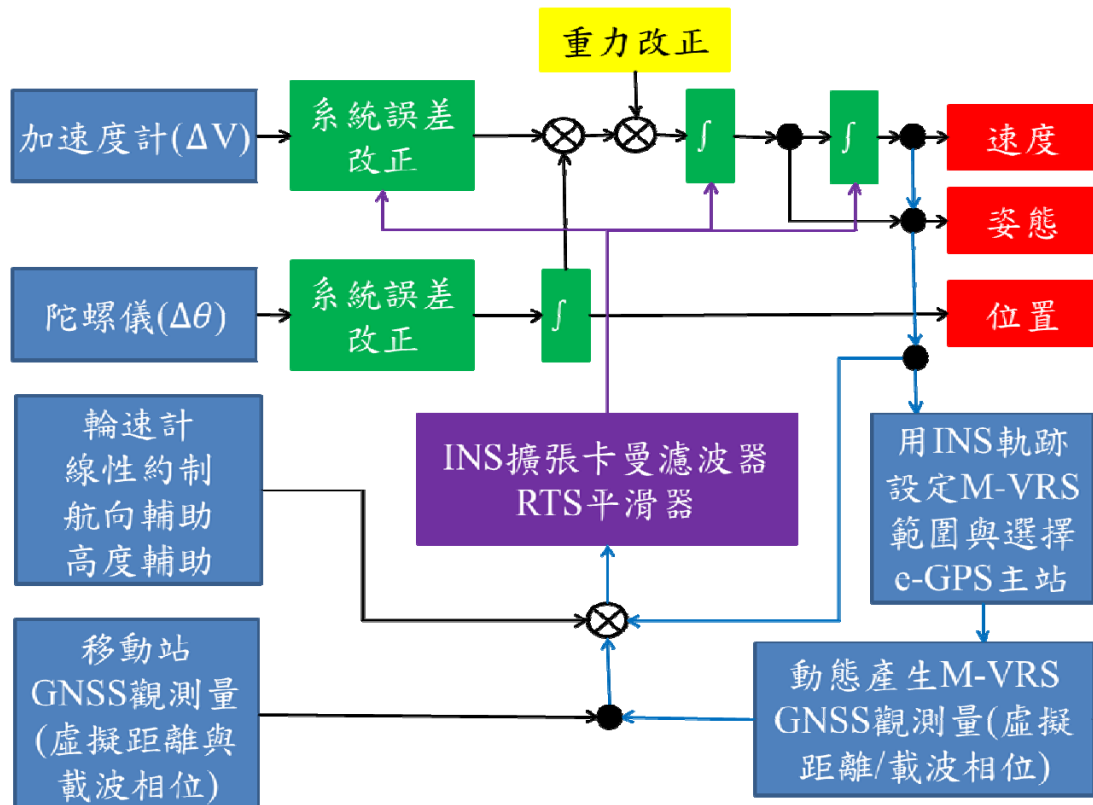 重力改正
加速度計(ΔV)
系統誤差
改正
∫
∫
速度
姿態
陀螺儀(Δθ)
系統誤差
改正
∫
位置
輪速計
線性約制
航向輔助
高度輔助
INS擴張卡曼濾波器
RTS平滑器
用INS軌跡
設定M-VRS
範圍與選擇
e-GPS主站
移動站
GNSS觀測量
(虛擬距離與
載波相位)
動態產生M-VRS
GNSS觀測量(虛擬
距離/載波相位)